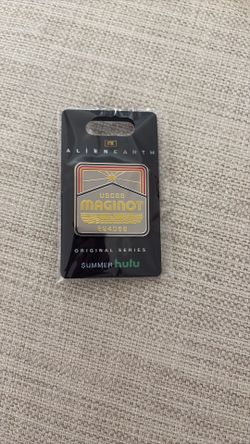 FX
ALIEN:EARTH
USCSS
MAGINOT
ORIGINAL SERIES
SUMMER hulu